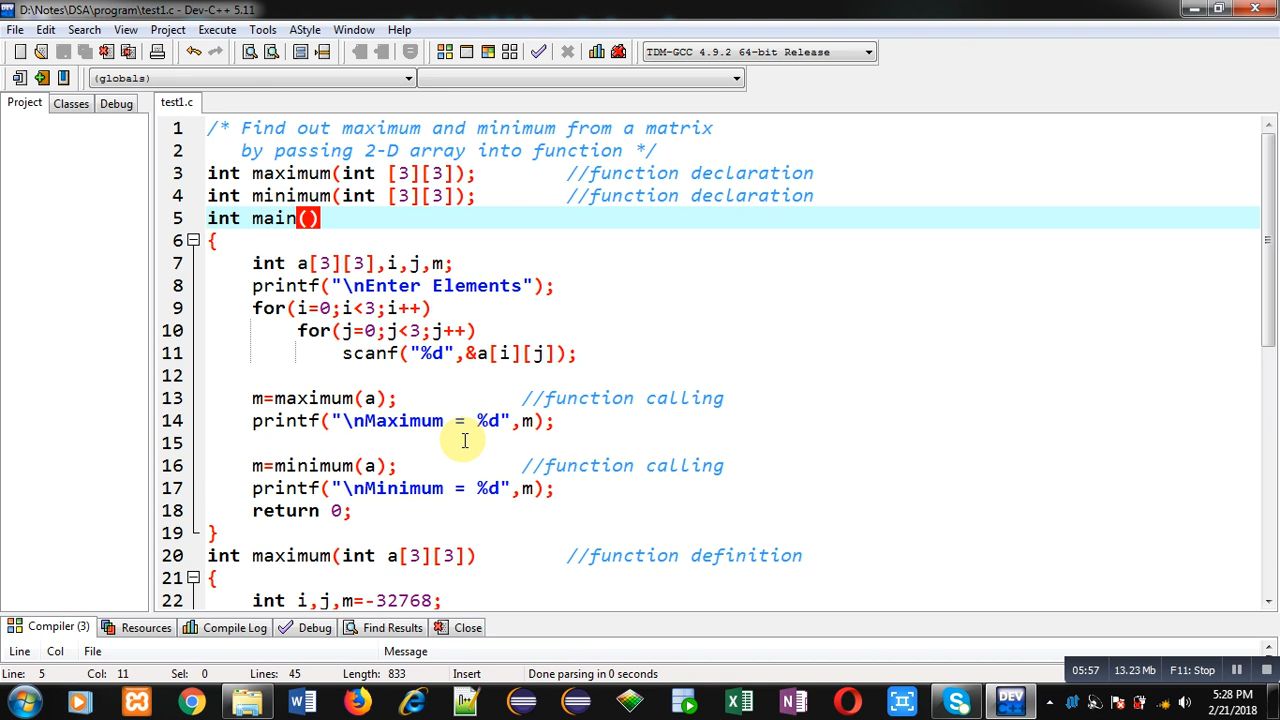 D:\Notes\DSA\program\test1.c - Dev-C++ 5.11
File Edit Search View Project Execute Tools AStyle Window Help
TDM-GCC 4.9.2 64-bit Release
(globals)
Project Classes Debug test1.c
1 /* Find out maximum and minimum from a matrix
2 by passing 2-D array into function */
3 int maximum(int [3][3]); //function declaration
4 int minimum(int [3][3]); //function declaration
5 int main()
6 {
7 int a[3][3],i,j,m;
8 printf("\nEnter Elements");
9 for(i=0;i<3;i++)
10 for(j=0;j<3;j++)
11 scanf("%d",&a[i][j]);
12
13 m=maximum(a); //function calling
14 printf("\nMaximum = %d",m);
15
16 m=minimum(a); //function calling
17 printf("\nMinimum = %d",m);
18 return 0;
19 }
20 int maximum(int a[3][3]) //function definition
21 {
22 int i,j,m=-32768;
Compiler (3) Resources Compile Log Debug Find Results Close
Line Col File Message
Line: 5 Col: 11 Sel: 0 Lines: 45 Length: 833 Insert Done parsing in 0 seconds
05:57 13.23 Mb F11: Stop
5:28 PM
2/21/2018